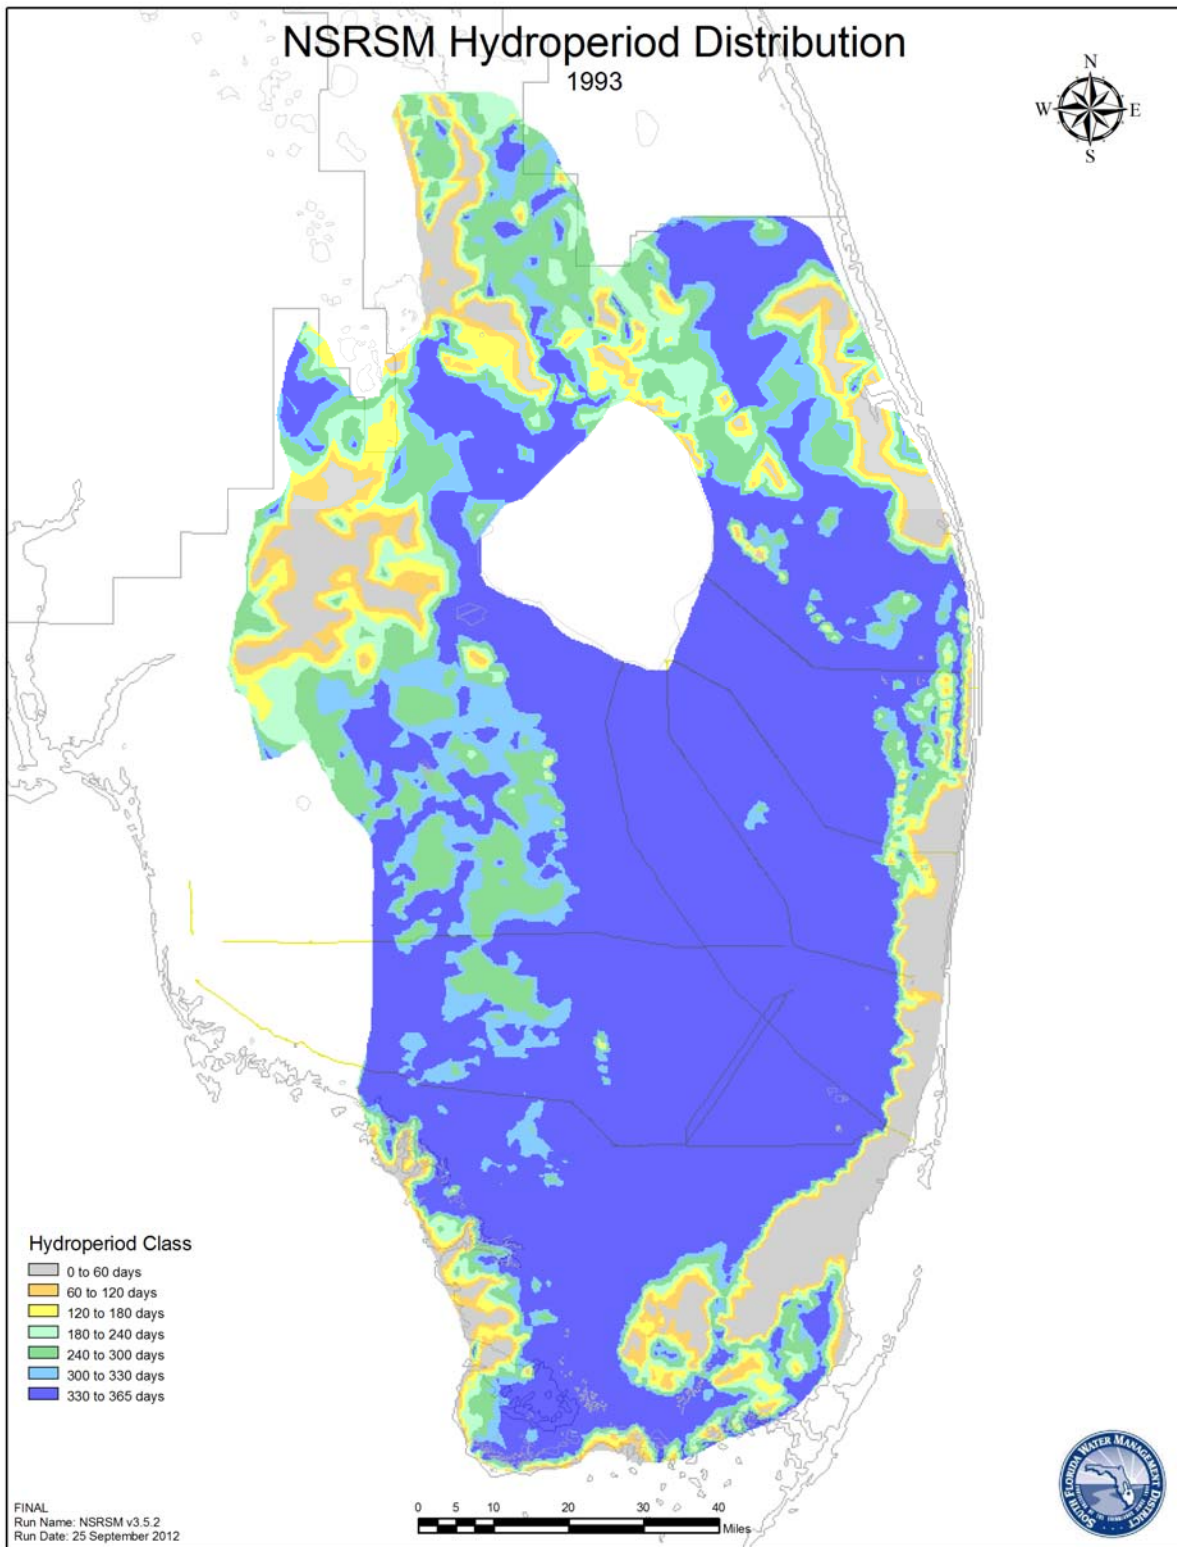 NSRSM Hydroperiod Distribution
1993
N
W E
S
Hydroperiod Class
0 to 60 days
60 to 120 days
120 to 180 days
180 to 240 days
240 to 300 days
300 to 330 days
330 to 365 days
FINAL
Run Name: NSRSM v3.5.2
Run Date: 25 September 2012
0 5 10 20 30 40
Miles
SOUTH FLORIDA WATER MANAGEMENT DISTRICT